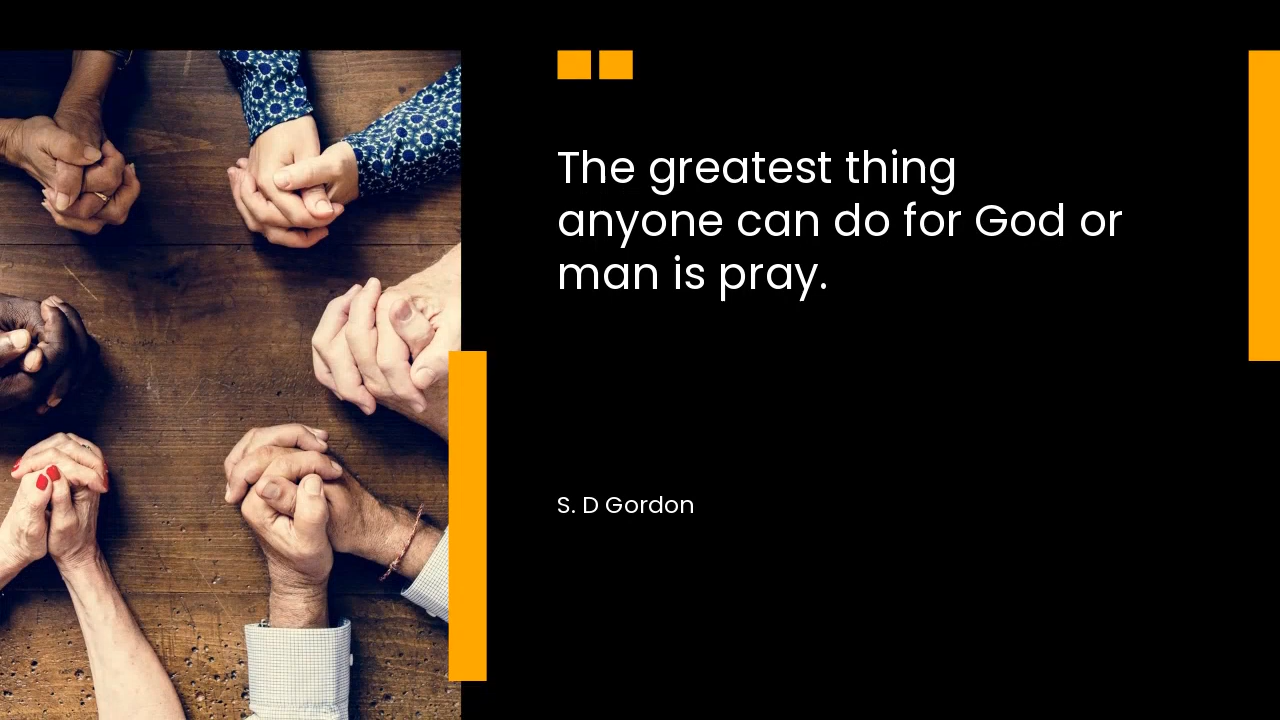 The greatest thing
anyone can do for God or
man is pray.
S. D Gordon